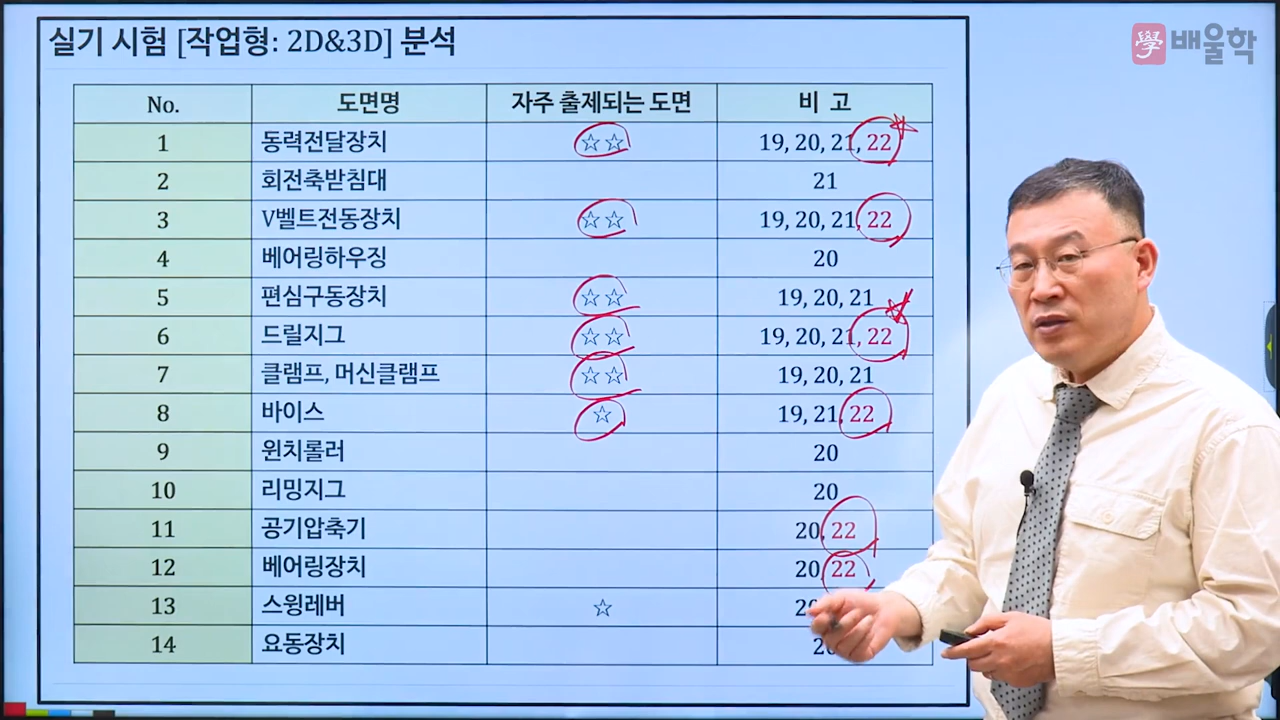 실기 시험 [작업형: 2D&3D] 분석
學 배울학
No. 도면명 자주 출제되는 도면 비 고
1 동력전달장치 ☆☆ 19, 20, 21, 22
2 회전축받침대 21
3 V벨트전동장치 ☆☆ 19, 20, 21, 22
4 베어링하우징 20
5 편심구동장치 ☆☆ 19, 20, 21
6 드릴지그 ☆☆ 19, 20, 21, 22
7 클램프, 머신클램프 ☆☆ 19, 20, 21
8 바이스 ☆ 19, 21, 22
9 윈치롤러 20
10 리밍지그 20
11 공기압축기 20, 22
12 베어링장치 20, 22
13 스윙레버 ☆
14 요동장치